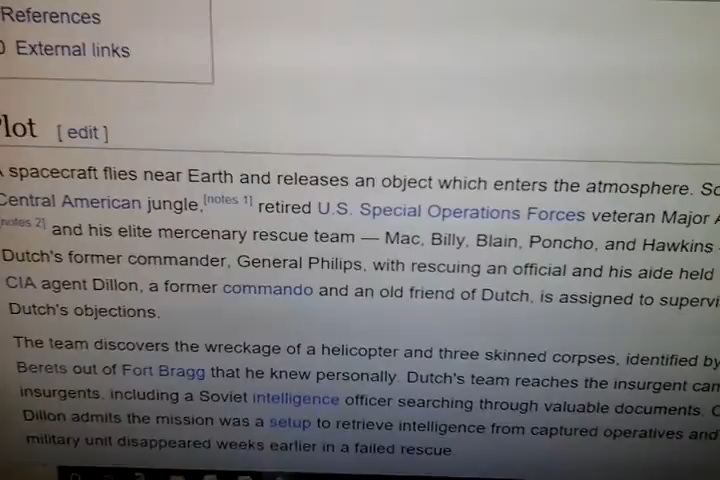 References
External links
Plot [ edit ]
A spacecraft flies near Earth and releases an object which enters the atmosphere. So
Central American jungle,[notes 1] retired U.S. Special Operations Forces veteran Major A
[notes 2] and his elite mercenary rescue team — Mac, Billy, Blain, Poncho, and Hawkins
Dutch's former commander, General Philips, with rescuing an official and his aide held
CIA agent Dillon, a former commando and an old friend of Dutch, is assigned to supervi
Dutch's objections.
The team discovers the wreckage of a helicopter and three skinned corpses, identified by
Berets out of Fort Bragg that he knew personally. Dutch's team reaches the insurgent cam
insurgents, including a Soviet intelligence officer searching through valuable documents. C
Dillon admits the mission was a setup to retrieve intelligence from captured operatives and
military unit disappeared weeks earlier in a failed rescue